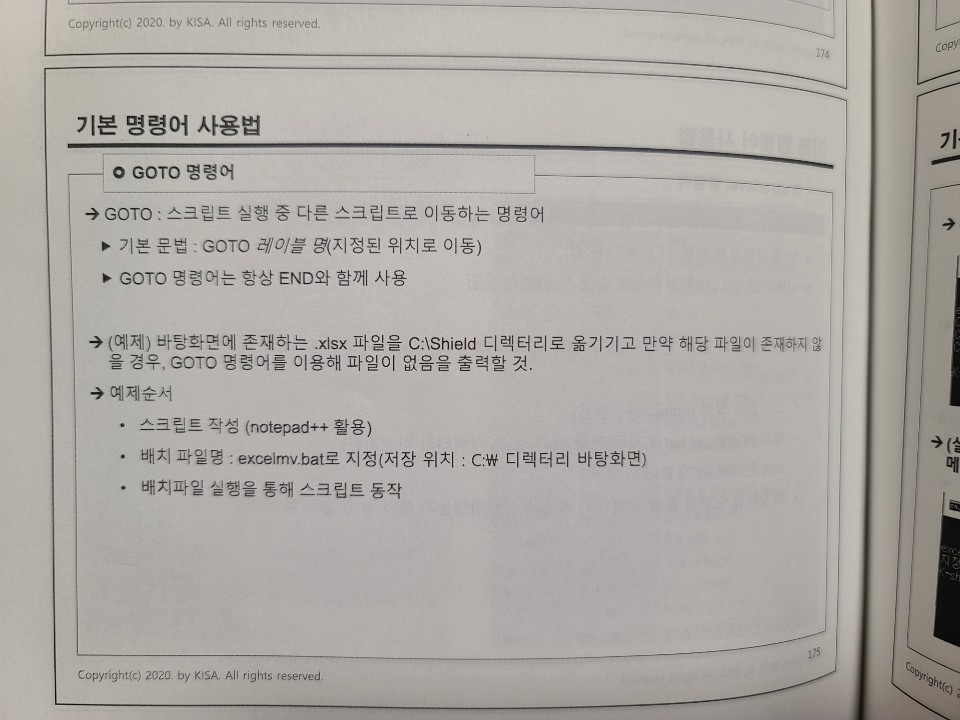 Copyright(c) 2020. by KISA. All rights reserved.
174
기본 명령어 사용법
GOTO 명령어
→ GOTO : 스크립트 실행 중 다른 스크립트로 이동하는 명령어
▶ 기본 문법 : GOTO 레이블 명(지정된 위치로 이동)
▶ GOTO 명령어는 항상 END와 함께 사용
→ (예제) 바탕화면에 존재하는 .xlsx 파일을 C:\Shield 디렉터리로 옮기기고 만약 해당 파일이 존재하지 않
을 경우, GOTO 명령어를 이용해 파일이 없음을 출력할 것.
→ 예제순서
• 스크립트 작성 (notepad++ 활용)
• 배치 파일명 : excelmv.bat로 지정(저장 위치 : C:₩ 디렉터리 바탕화면)
• 배치파일 실행을 통해 스크립트 동작
Copyright(c) 2020. by KISA. All rights reserved.
175
Copyright(c)